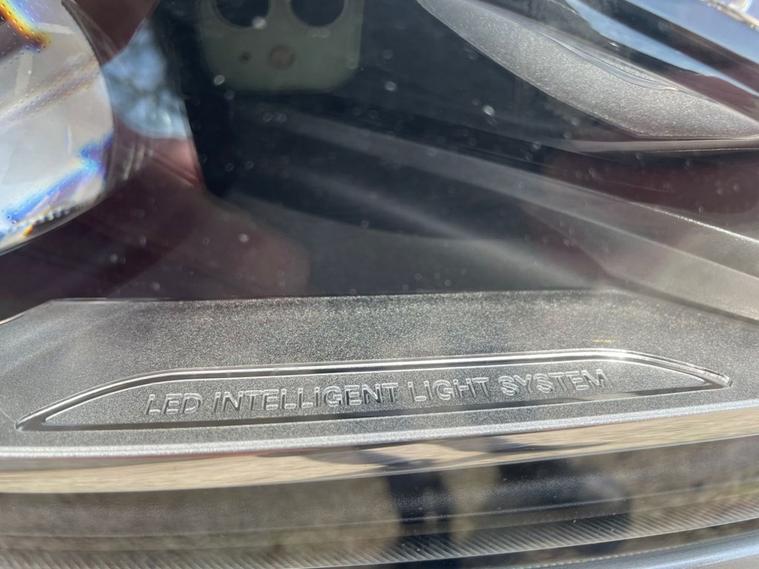 LED INTELLIGENT LIGHT SYSTEM